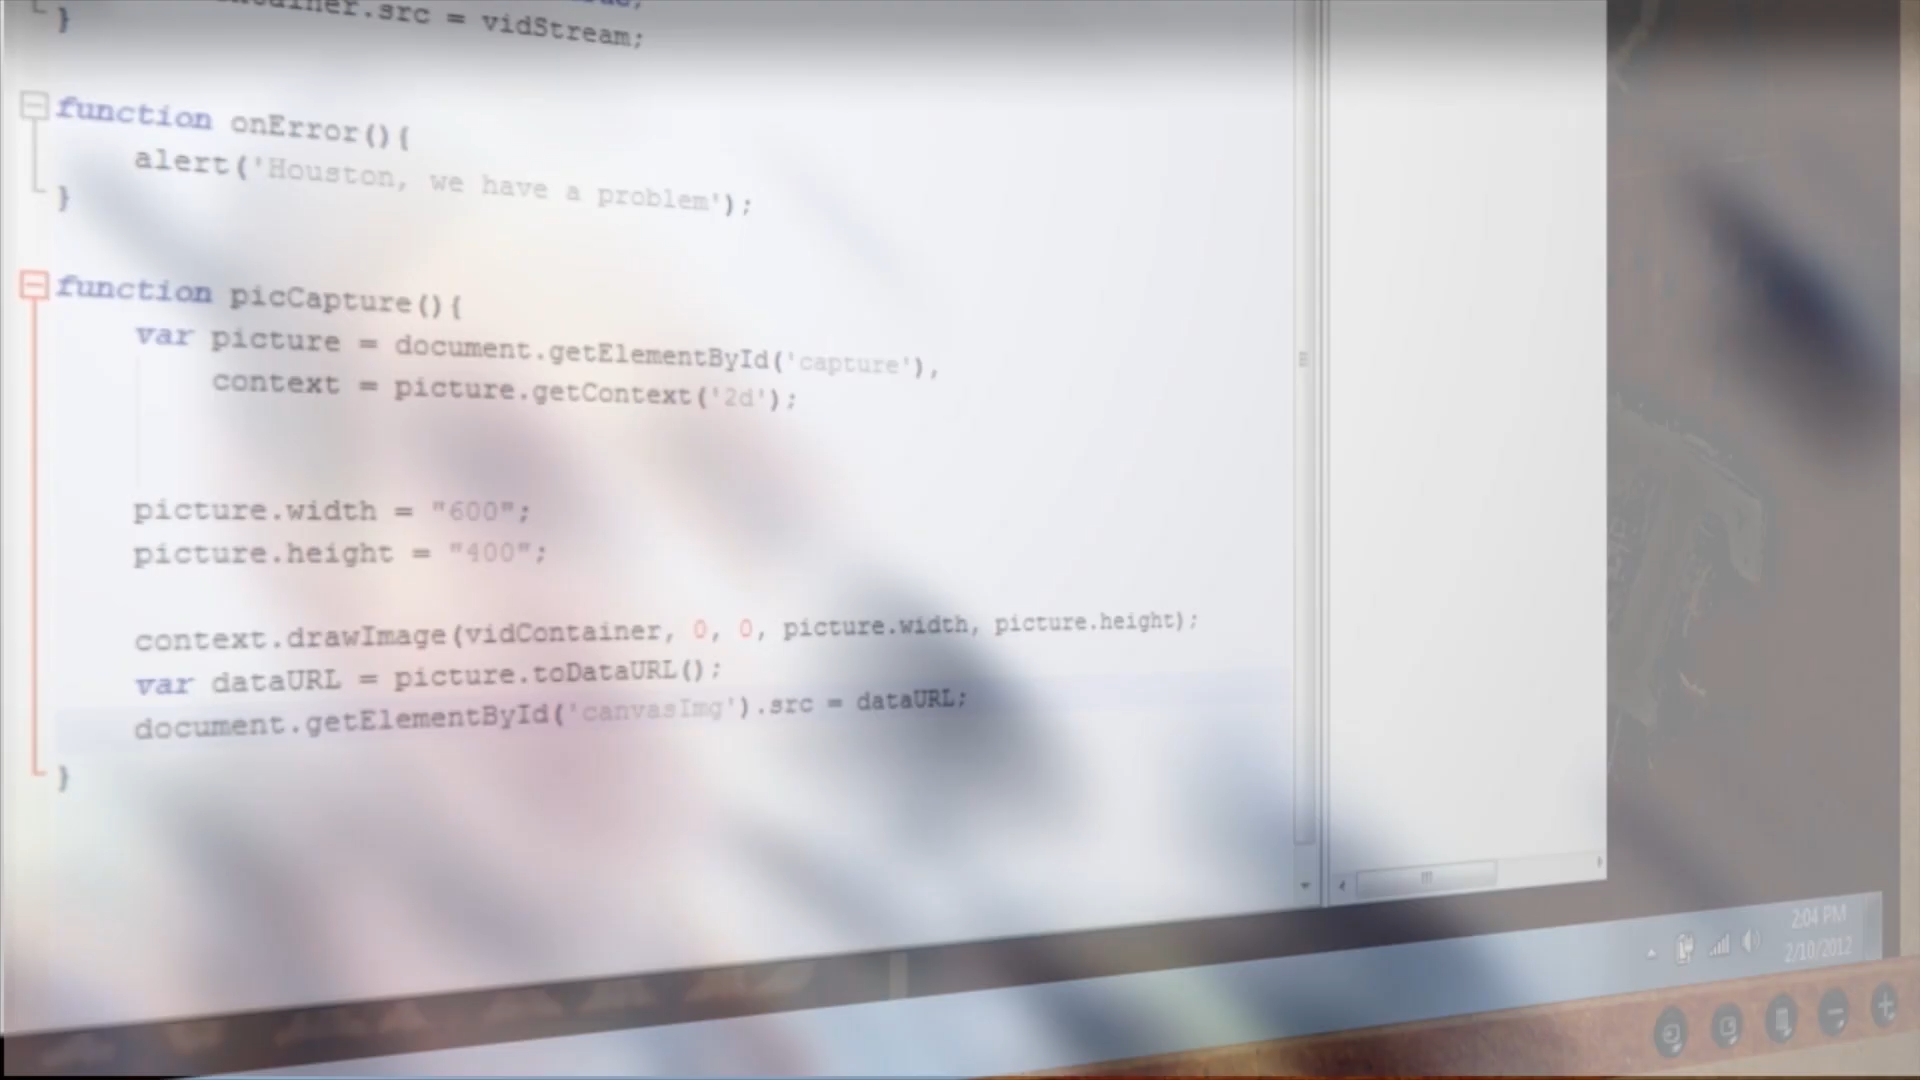 }
.src = vidStream;
function onError(){
alert('Houston, we have a problem');
}
function picCapture(){
var picture = document.getElementById('capture'),
context = picture.getContext('2d');
picture.width = "600";
picture.height = "400";
context.drawImage(vidContainer, 0, 0, picture.width, picture.height);
var dataURL = picture.toDataURL();
document.getElementById('canvasImg').src = dataURL;
}
2:04 PM
2/10/2012